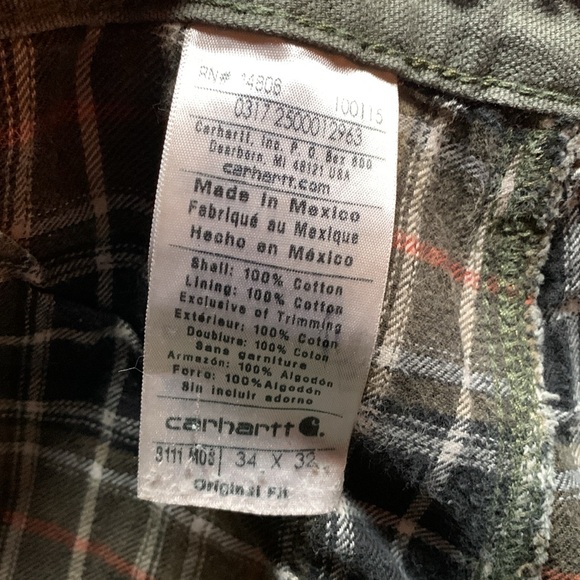 RN# 14806 100115
0317 2500012963
Carhartt, Inc, P. O. Box 600
Dearborn, MI 48121 USA
carhartt.com
Made in Mexico
Fabriqué au Mexique
Hecho en México
Shell: 100% Cotton
Lining: 100% Cotton
Exclusive of Trimming
Extérieur: 100% Coton
Doublure: 100% Coton
Sans garniture
Armazón: 100% Algodón
Forro: 100% Algodón
Sin incluir adorno
carhartt
3111 MOS 34 X 32
Original Fit